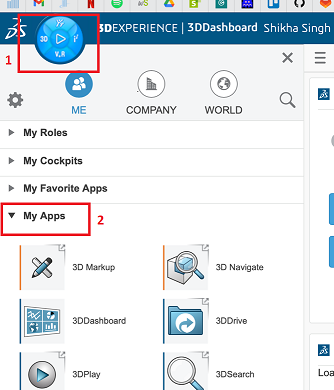 3DEXPERIENCE | 3DDashboard Shikha Singh
1
3D
V.R
ME
COMPANY
WORLD
My Roles
My Cockpits
My Favorite Apps
My Apps
2
3D Markup
3D Navigate
3DDashboard
3DDrive
3DPlay
3DSearch
Loa